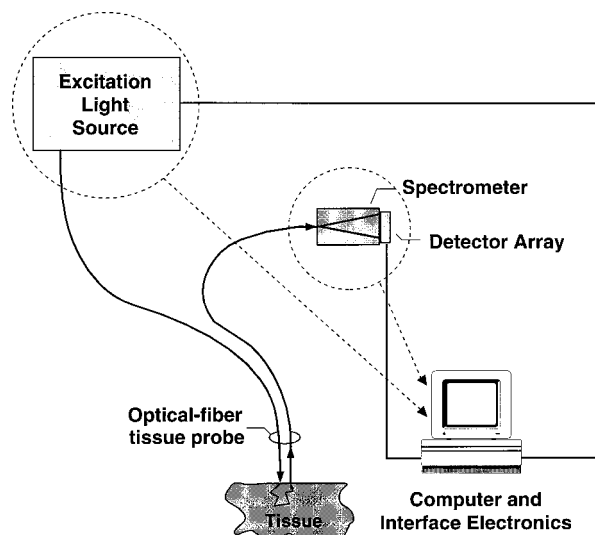 Excitation
Light
Source
Spectrometer
Detector Array
Optical-fiber
tissue probe
Tissue
Computer and
Interface Electronics